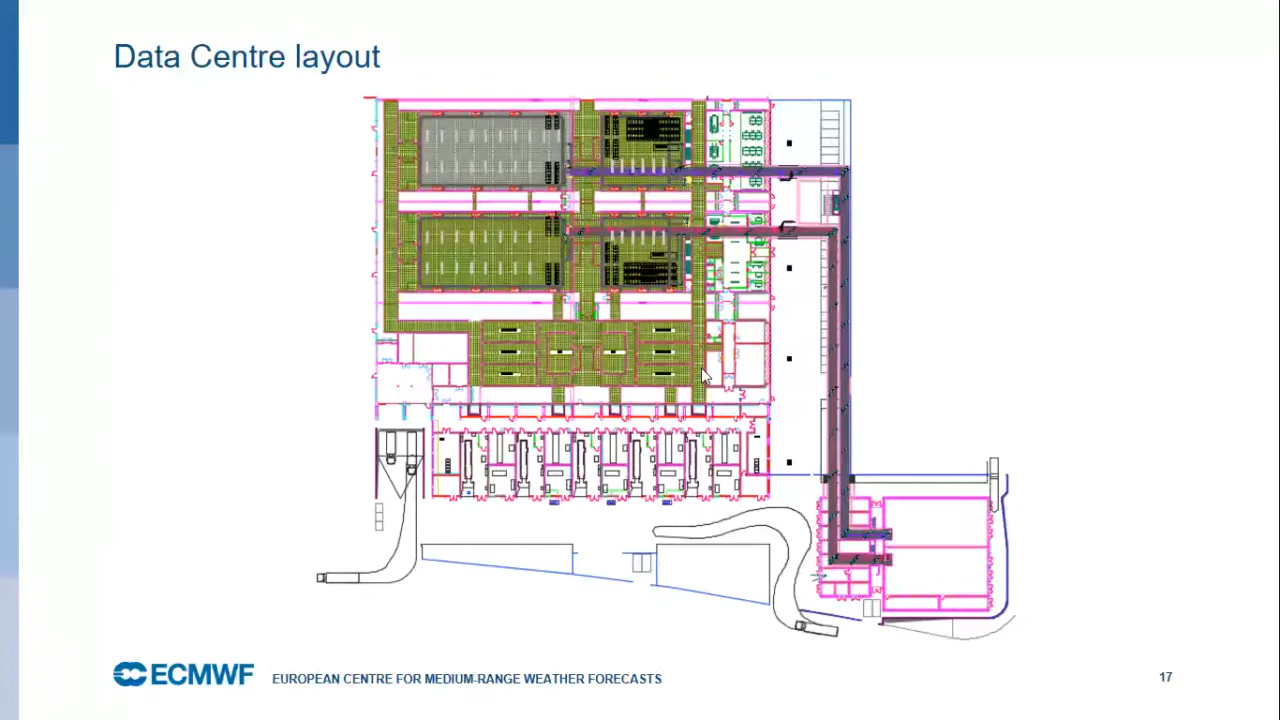 Data Centre layout
ECMWF
EUROPEAN CENTRE FOR MEDIUM-RANGE WEATHER FORECASTS
17